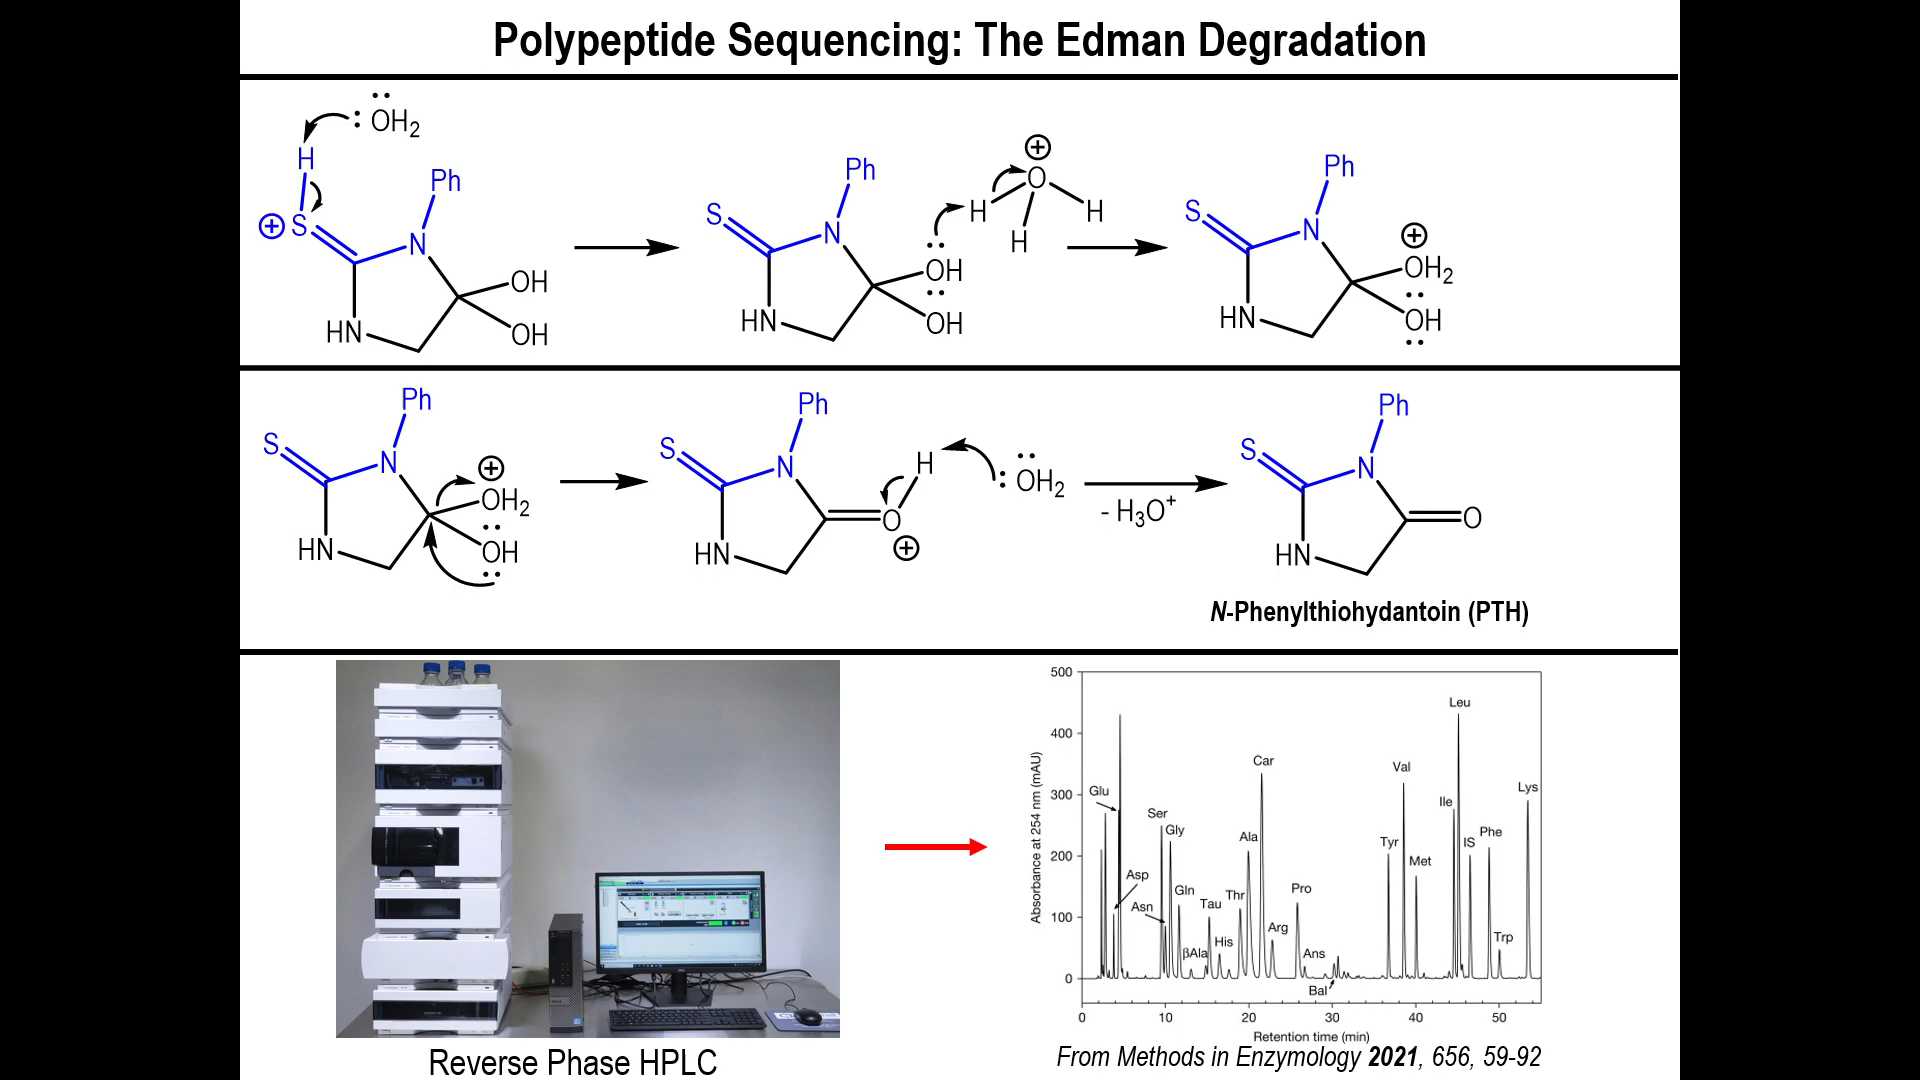 Polypeptide Sequencing: The Edman Degradation
OH2
H
Ph
S
N
OH
HN
OH
Ph
S
N
OH
HN
OH
H
O
H
H
Ph
S
N
OH2
HN
OH
Ph
S
N
OH2
HN
OH
Ph
S
N
H
O
HN
OH2
- H3O+
Ph
S
N
O
HN
N-Phenylthiohydantoin (PTH)
Reverse Phase HPLC
500
400
300
200
100
0
Absorbance at 254 nm (mAU)
Glu
Asp
Asn
Ser
Gly
Gln
βAla
Tau
His
Thr
Ala
Car
Arg
Pro
Ans
Bal
Tyr
Val
Met
Ile
Leu
IS
Phe
Trp
Lys
0 10 20 30 40 50
Retention time (min)
From Methods in Enzymology 2021, 656, 59-92